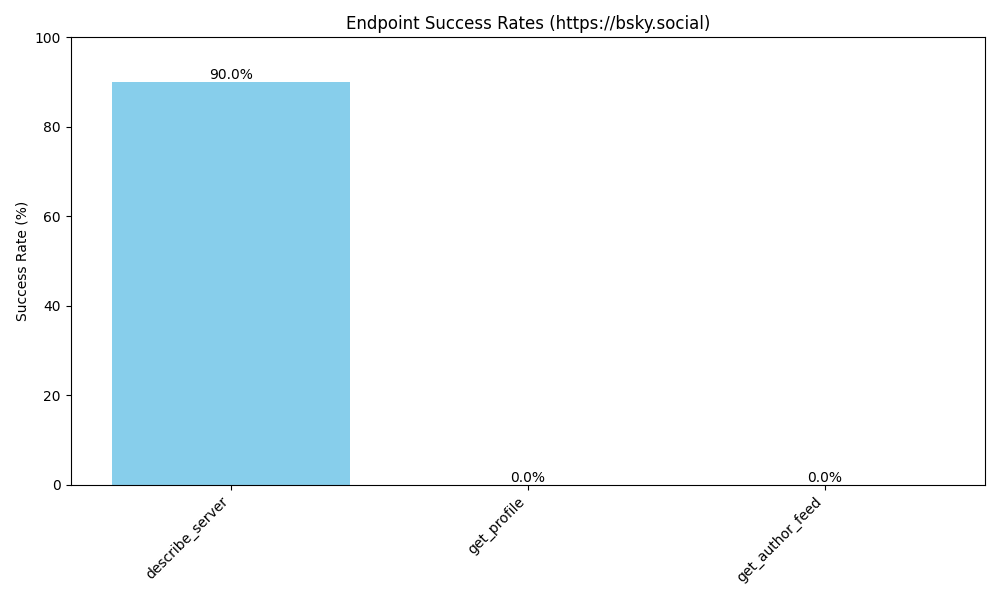 Endpoint Success Rates (https://bsky.social)
100
80
60
40
20
0
Success Rate (%)
90.0%
0.0%
0.0%
describe_server
get_profile
get_author_feed